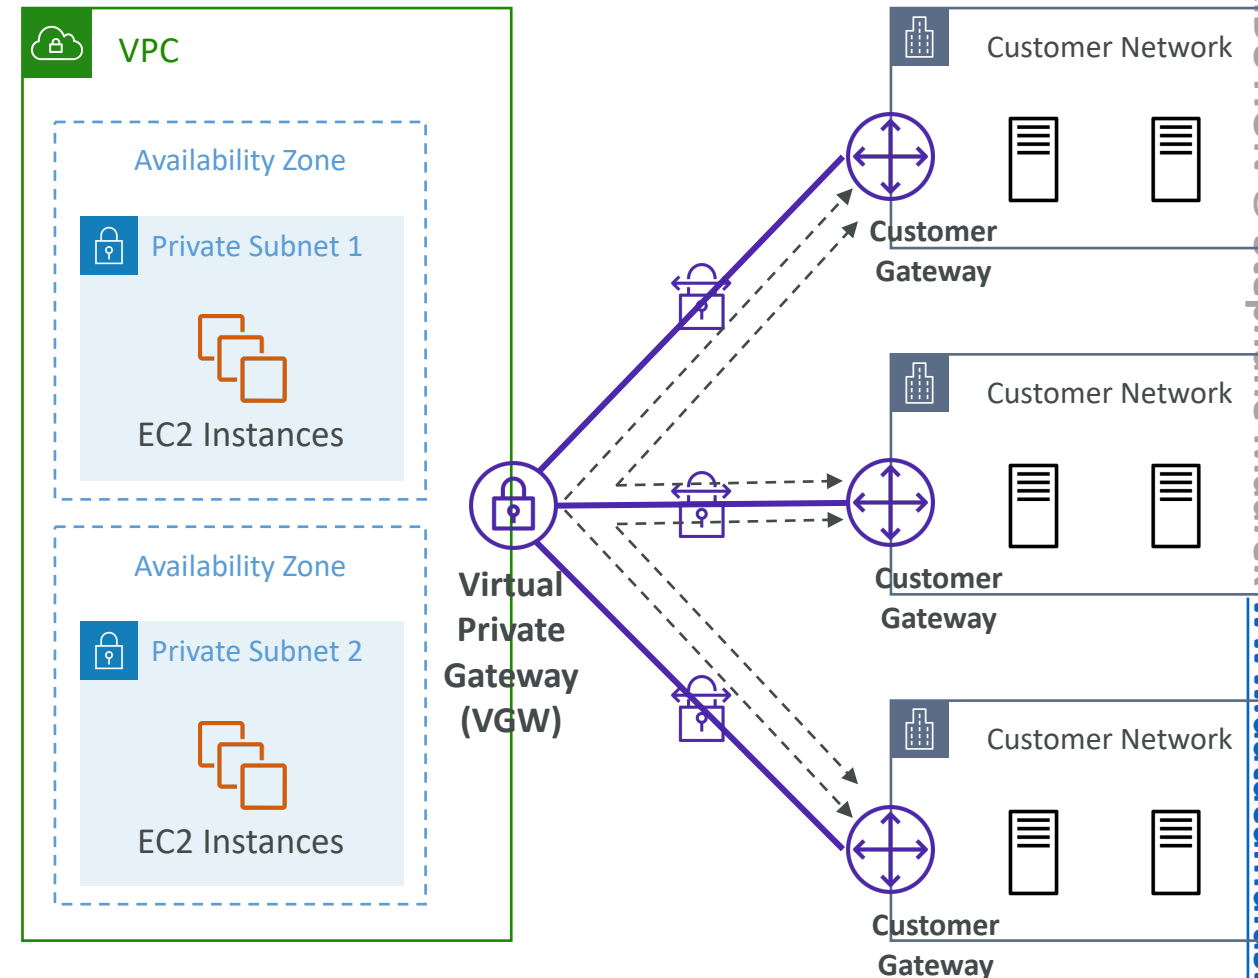 VPC
Availability Zone
Private Subnet 1
EC2 Instances
Availability Zone
Private Subnet 2
EC2 Instances
Virtual
Private
Gateway
(VGW)
Customer Network
Customer
Gateway
Customer Network
Customer
Gateway
Customer Network
Customer
Gateway